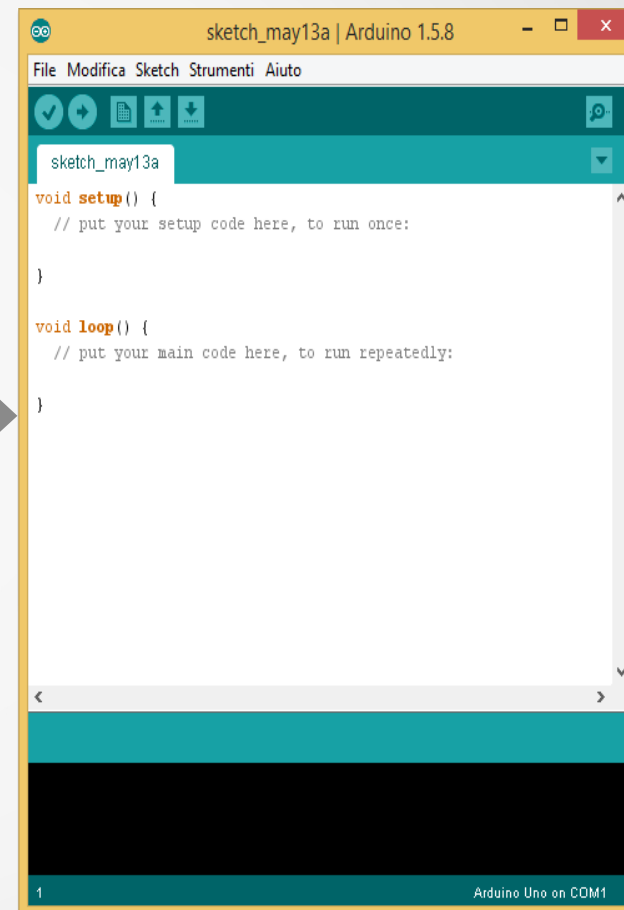 sketch_may13a | Arduino 1.5.8
File Modifica Sketch Strumenti Aiuto
sketch_may13a
void setup() {
  // put your setup code here, to run once:
}
void loop() {
  // put your main code here, to run repeatedly:
}
1 Arduino Uno on COM1